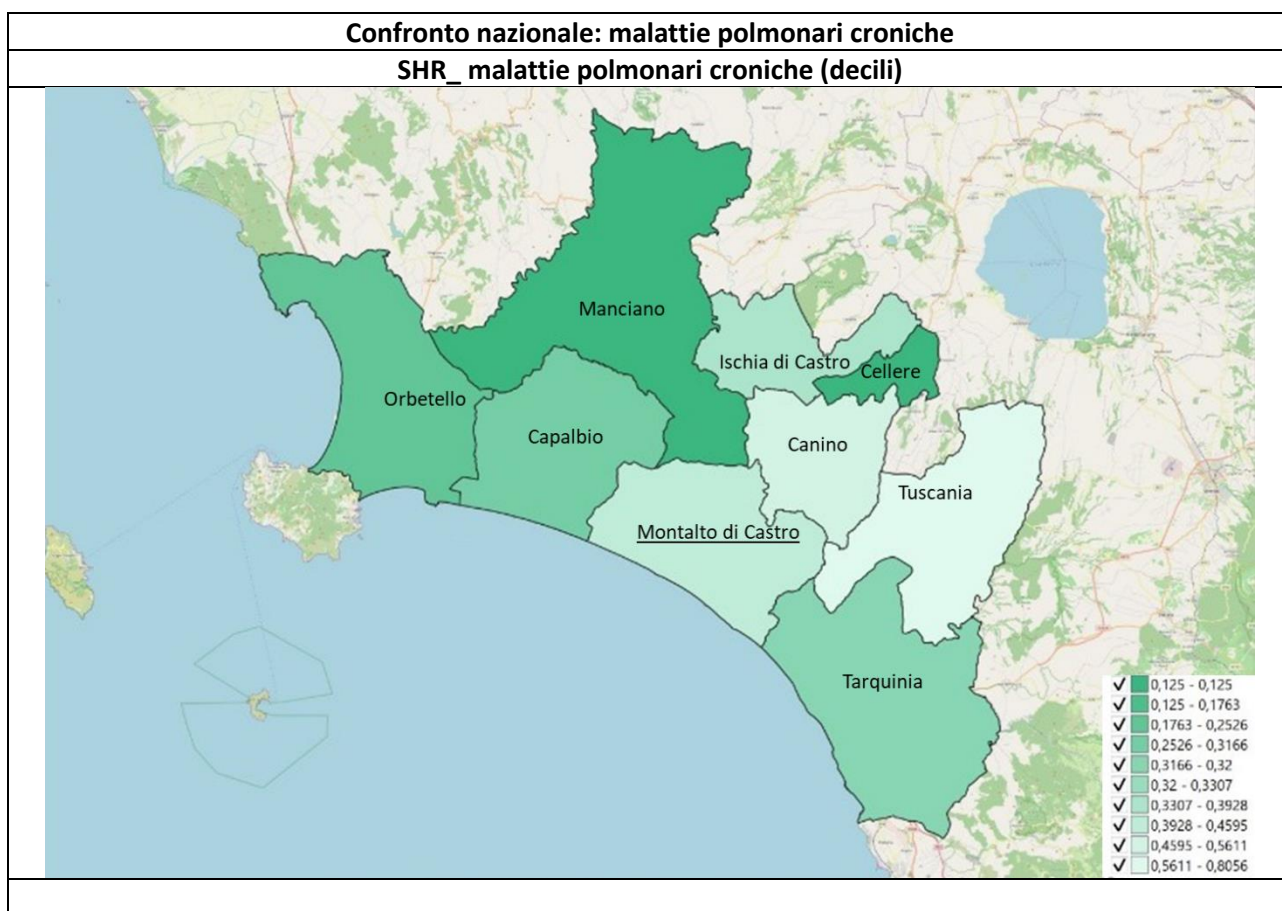 Confronto nazionale: malattie polmonari croniche
SHR_ malattie polmonari croniche (decili)
Manciano
Ischia di Castro
Cellere
Orbetello
Capalbio
Canino
Tuscania
Montalto di Castro
Tarquinia
0,125 - 0,125
0,125 - 0,1763
0,1763 - 0,2526
0,2526 - 0,3166
0,3166 - 0,32
0,32 - 0,3307
0,3307 - 0,3928
0,3928 - 0,4595
0,4595 - 0,5611
0,5611 - 0,8056